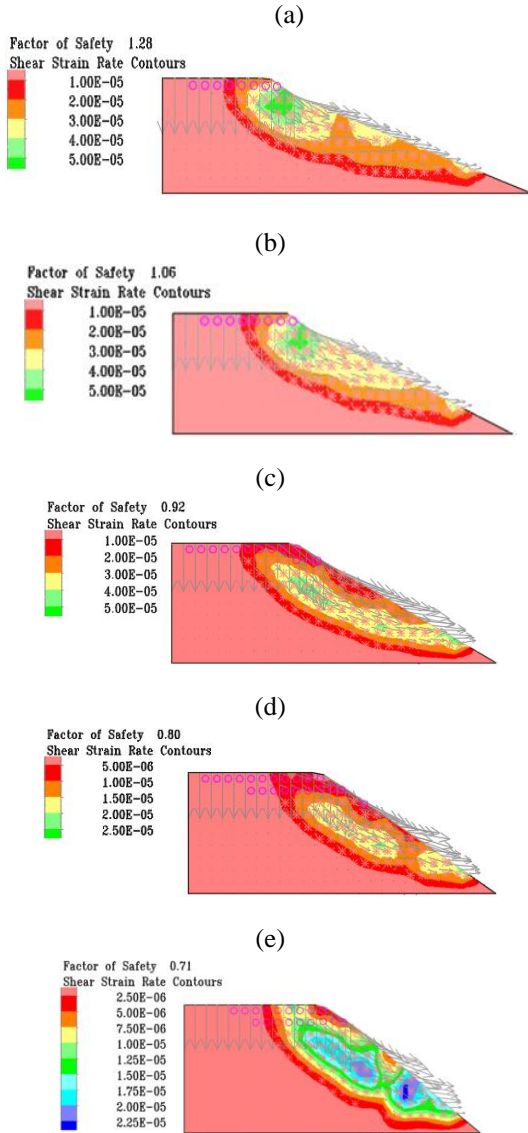 (a)
Factor of Safety 1.28
Shear Strain Rate Contours
1.00E-05
2.00E-05
3.00E-05
4.00E-05
5.00E-05
(b)
Factor of Safety 1.06
Shear Strain Rate Contours
1.00E-05
2.00E-05
3.00E-05
4.00E-05
5.00E-05
(c)
Factor of Safety 0.92
Shear Strain Rate Contours
1.00E-05
2.00E-05
3.00E-05
4.00E-05
5.00E-05
(d)
Factor of Safety 0.80
Shear Strain Rate Contours
5.00E-06
1.00E-05
1.50E-05
2.00E-05
2.50E-05
(e)
Factor of Safety 0.71
Shear Strain Rate Contours
2.50E-06
5.00E-06
7.50E-06
1.00E-05
1.25E-05
1.50E-05
1.75E-05
2.00E-05
2.25E-05